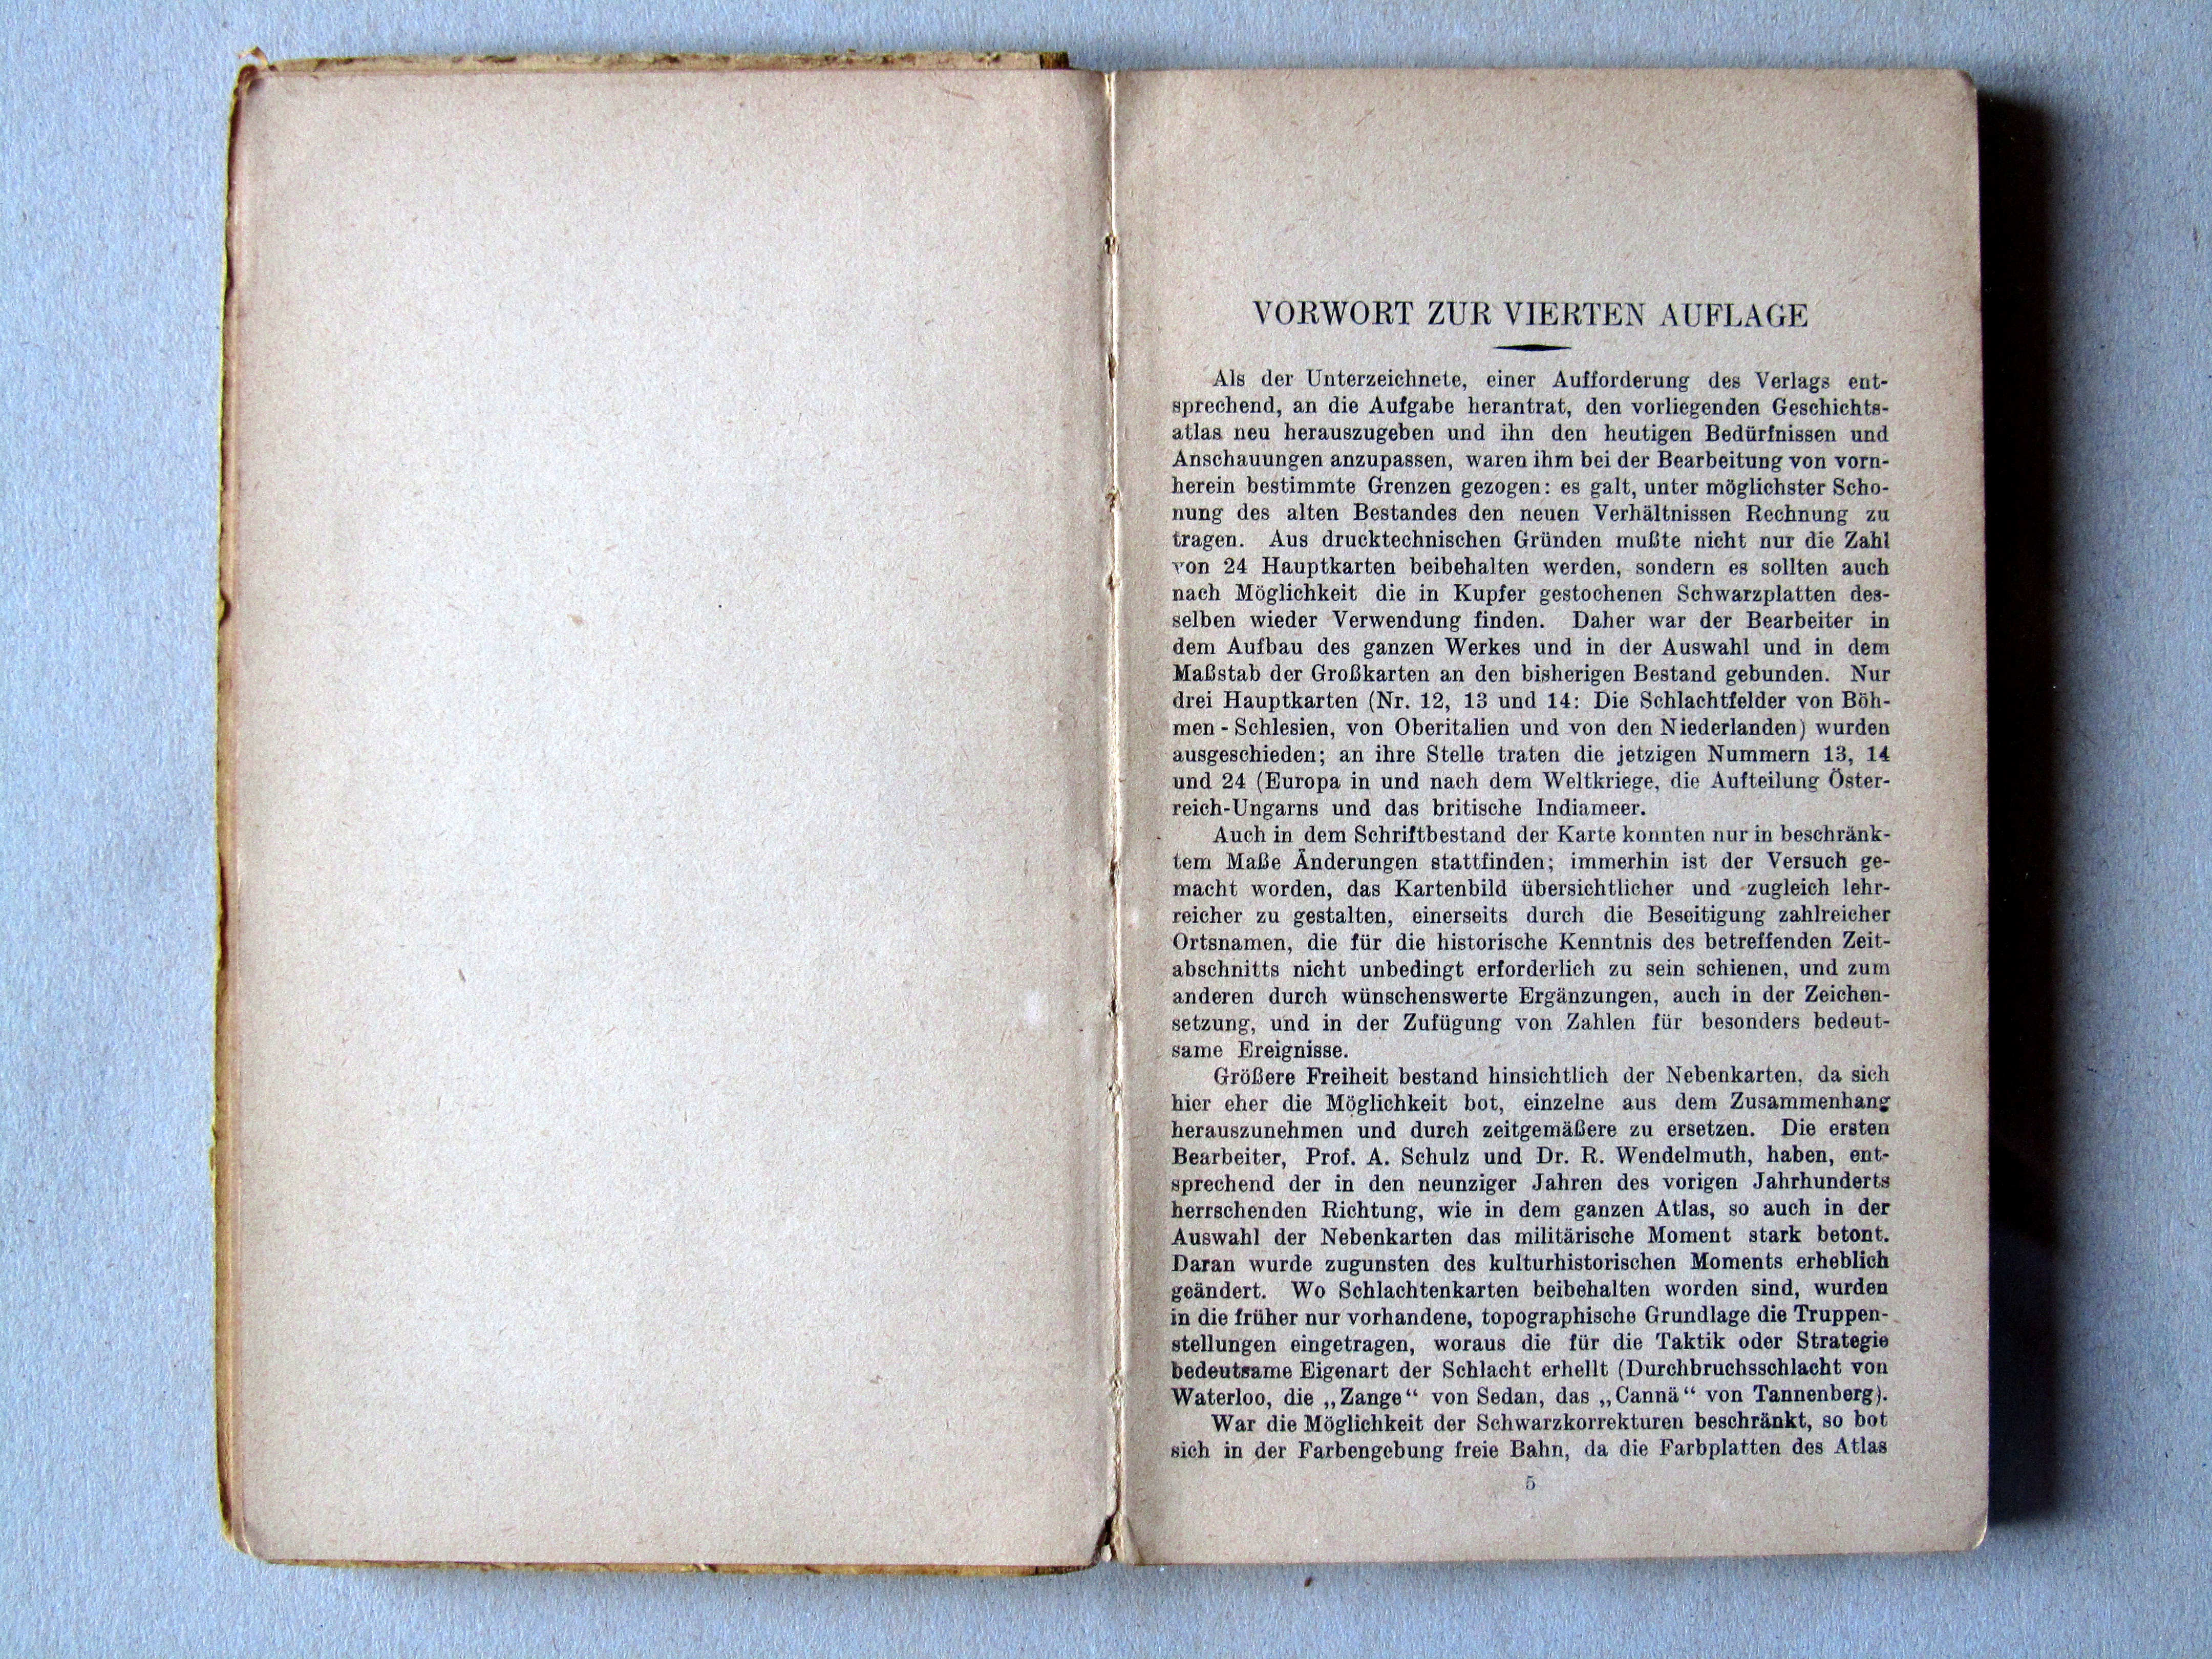 VORWORT ZUR VIERTEN AUFLAGE
Als der Unterzeichnete, einer Aufforderung des Verlags ent-
sprechend, an die Aufgabe herantrat, den vorliegenden Geschichts-
atlas neu herauszugeben und ihn den heutigen Bedürfnissen und
Anschauungen anzupassen, waren ihm bei der Bearbeitung von vorn-
herein bestimmte Grenzen gezogen: es galt, unter möglichster Scho-
nung des alten Bestandes den neuen Verhältnissen Rechnung zu
tragen. Aus drucktechnischen Gründen mußte nicht nur die Zahl
von 24 Hauptkarten beibehalten werden, sondern es sollten auch
nach Möglichkeit die in Kupfer gestochenen Schwarzplatten des-
selben wieder Verwendung finden. Daher war der Bearbeiter in
dem Aufbau des ganzen Werkes und in der Auswahl und in dem
Maßstab der Großkarten an den bisherigen Bestand gebunden. Nur
drei Hauptkarten (Nr. 12, 13 und 14: Die Schlachtfelder von Böh-
men - Schlesien, von Oberitalien und von den Niederlanden) wurden
ausgeschieden; an ihre Stelle traten die jetzigen Nummern 13, 14
und 24 (Europa in und nach dem Weltkriege, die Aufteilung Öster-
reich-Ungarns und das britische Indiameer.
Auch in dem Schriftbestand der Karte konnten nur in beschränk-
tem Maße Änderungen stattfinden; immerhin ist der Versuch ge-
macht worden, das Kartenbild übersichtlicher und zugleich lehr-
reicher zu gestalten, einerseits durch die Beseitigung zahlreicher
Ortsnamen, die für die historische Kenntnis des betreffenden Zeit-
abschnitts nicht unbedingt erforderlich zu sein schienen, und zum
anderen durch wünschenswerte Ergänzungen, auch in der Zeichen-
setzung, und in der Zufügung von Zahlen für besonders bedeut-
same Ereignisse.
Größere Freiheit bestand hinsichtlich der Nebenkarten, da sich
hier eher die Möglichkeit bot, einzelne aus dem Zusammenhang
herauszunehmen und durch zeitgemäßere zu ersetzen. Die ersten
Bearbeiter, Prof. A. Schulz und Dr. R. Wendelmuth, haben, ent-
sprechend der in den neunziger Jahren des vorigen Jahrhunderts
herrschenden Richtung, wie in dem ganzen Atlas, so auch in der
Auswahl der Nebenkarten das militärische Moment stark betont.
Daran wurde zugunsten des kulturhistorischen Moments erheblich
geändert. Wo Schlachtenkarten beibehalten worden sind, wurden
in die früher nur vorhandene, topographische Grundlage die Truppen-
stellungen eingetragen, woraus die für die Taktik oder Strategie
bedeutsame Eigenart der Schlacht erhellt (Durchbruchsschlacht von
Waterloo, die „Zange“ von Sedan, das „Cannä“ von Tannenberg).
War die Möglichkeit der Schwarzkorrekturen beschränkt, so bot
sich in der Farbengebung freie Bahn, da die Farbplatten des Atlas
5